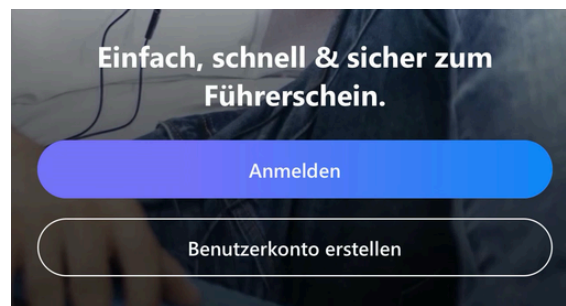 Einfach, schnell & sicher zum
Führerschein.
Anmelden
Benutzerkonto erstellen